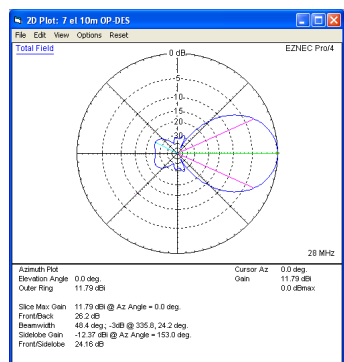 2D Plot: 7 el 10m OP-DES
File Edit View Options Reset
Total Field
EZNEC Pro/4
0 dB
-5
-10
-15
-20
-30
28 MHz
Azimuth Plot
Elevation Angle 0.0 deg.
Outer Ring 11.79 dBi
Cursor Az 0.0 deg.
Gain 11.79 dBi
0.0 dBmax
Slice Max Gain 11.79 dBi @ Az Angle = 0.0 deg.
Front/Back 26.2 dB
Beamwidth 48.4 deg.; -3dB @ 335.8, 24.2 deg.
Sidelobe Gain -12.37 dBi @ Az Angle = 153.0 deg.
Front/Sidelobe 24.16 dB